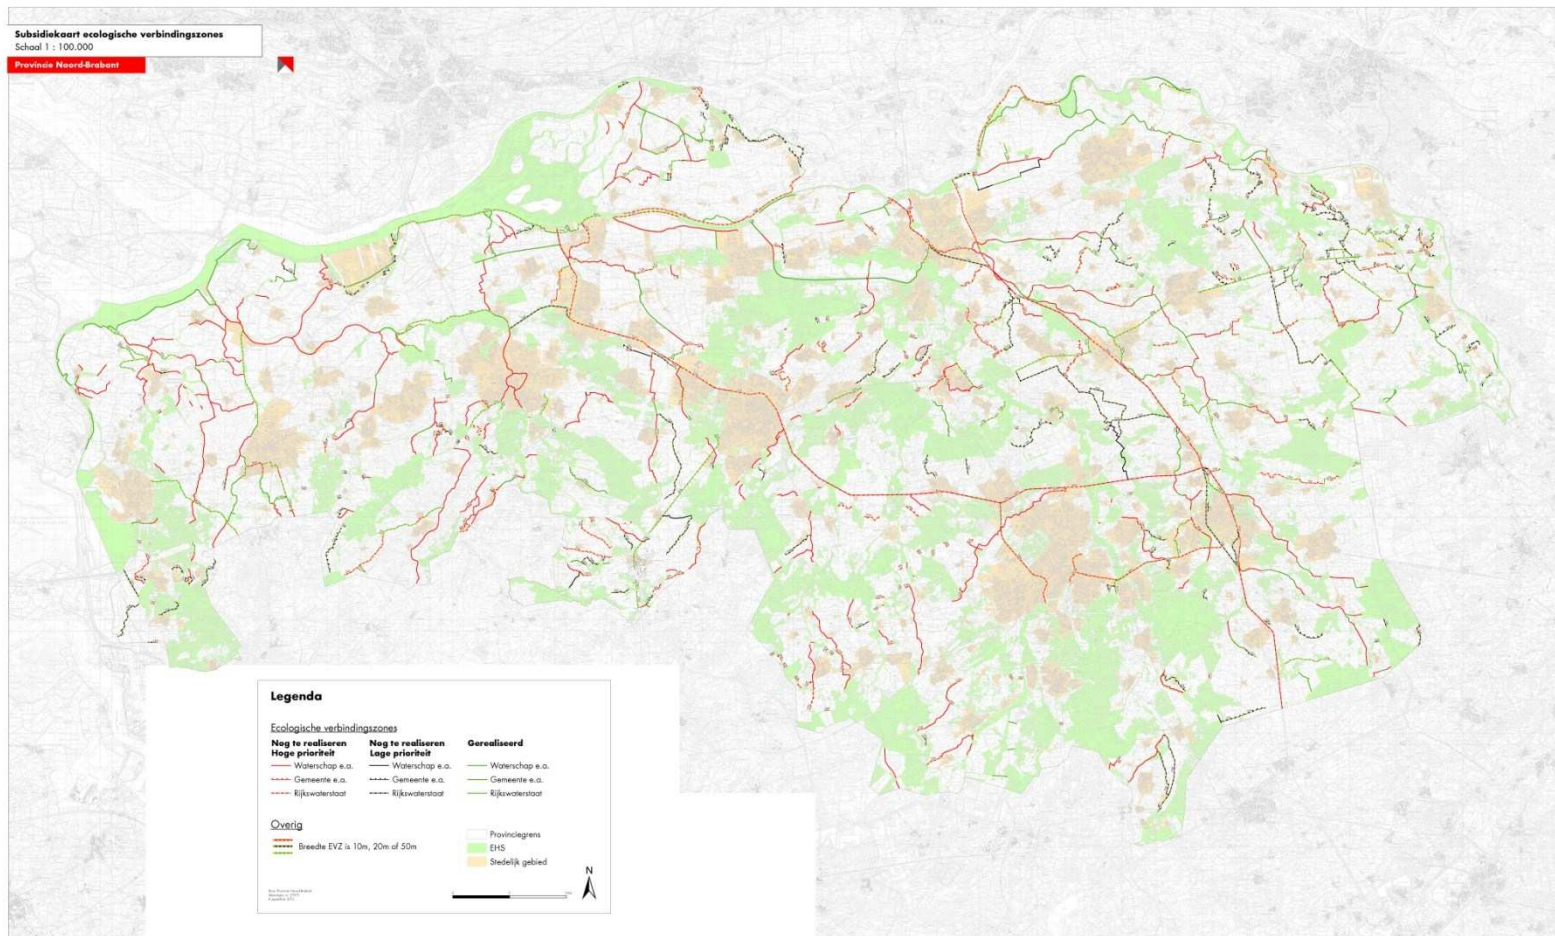 Subsidiekaart ecologische verbindingszones
Schaal 1 : 100.000
Provincie Noord-Brabant
Legenda
Ecologische verbindingszones
Nog te realiseren Hoge prioriteit
Nog te realiseren Lage prioriteit
Gerealiseerd
Waterschap e.a. Waterschap e.a. Waterschap e.a.
Gemeente e.a. Gemeente e.a. Gemeente e.a.
Rijkswaterstaat Rijkswaterstaat Rijkswaterstaat
Overig
Breedte EVZ is 10m, 20m of 50m
Provinciegrens
EHS
Stedelijk gebied
N